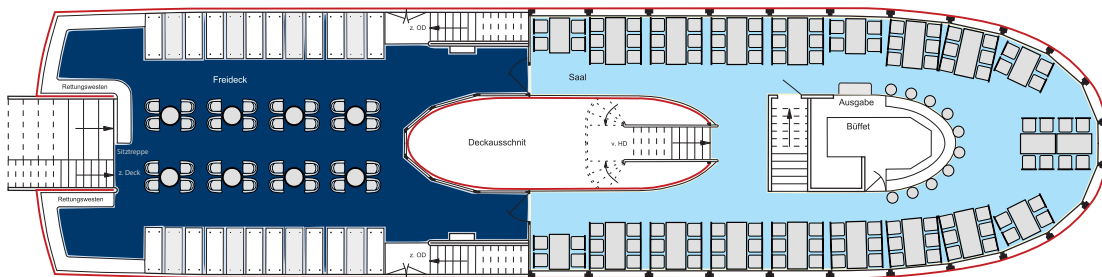 z. OD
Rettungswesten
Freideck
Saal
Ausgabe
Büffet
Deckausschnit
v. HD
Sitztreppe
z. Deck
Rettungswesten
z. OD